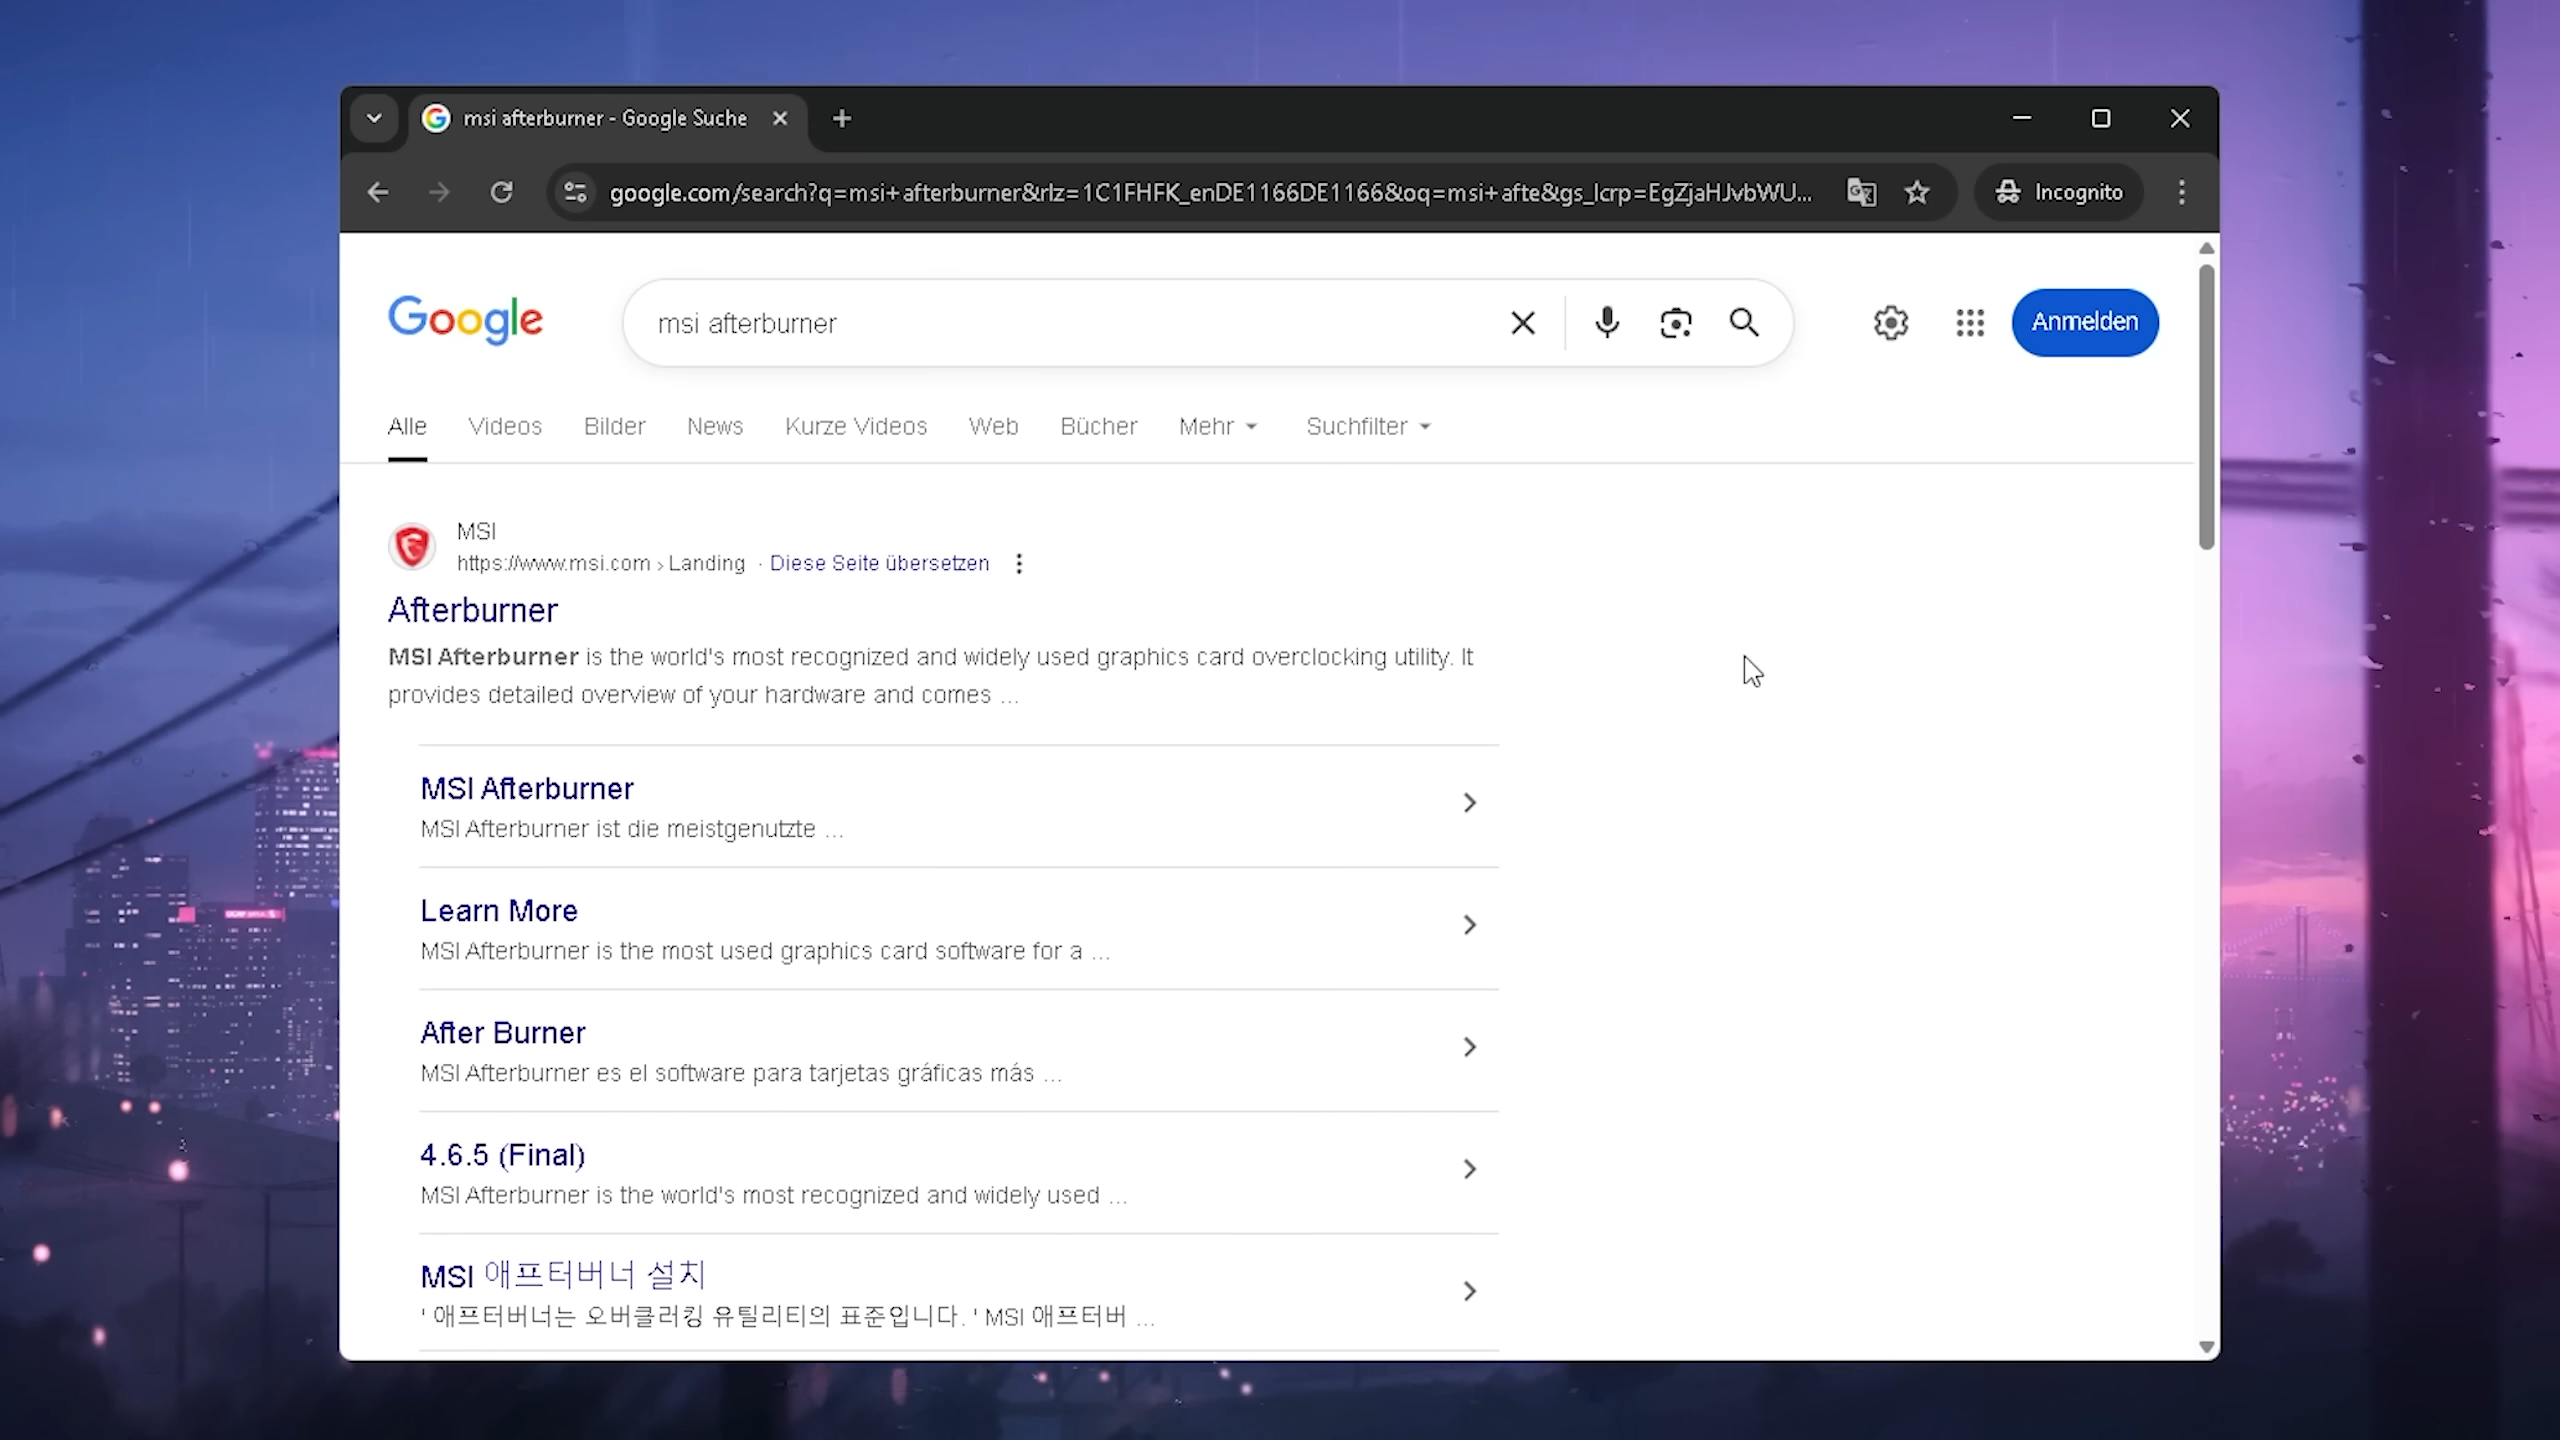 msi afterburner - Google Suche
google.com/search?q=msi+afterburner&rlz=1C1FHFK_enDE1166DE1166&oq=msi+afte&gs_lcrp=EgZjaHJvbWU...
Incognito
Google
msi afterburner
Anmelden
Alle Videos Bilder News Kurze Videos Web Bücher Mehr Suchfilter
MSI
https://www.msi.com › Landing · Diese Seite übersetzen
Afterburner
MSI Afterburner is the world's most recognized and widely used graphics card overclocking utility. It
provides detailed overview of your hardware and comes ...
MSI Afterburner
MSI Afterburner ist die meistgenutzte ...
Learn More
MSI Afterburner is the most used graphics card software for a ...
After Burner
MSI Afterburner es el software para tarjetas gráficas más ...
4.6.5 (Final)
MSI Afterburner is the world's most recognized and widely used ...
MSI 애프터버너 설치
' 애프터버너는 오버클러킹 유틸리티의 표준입니다. ' MSI 애프터버 ...